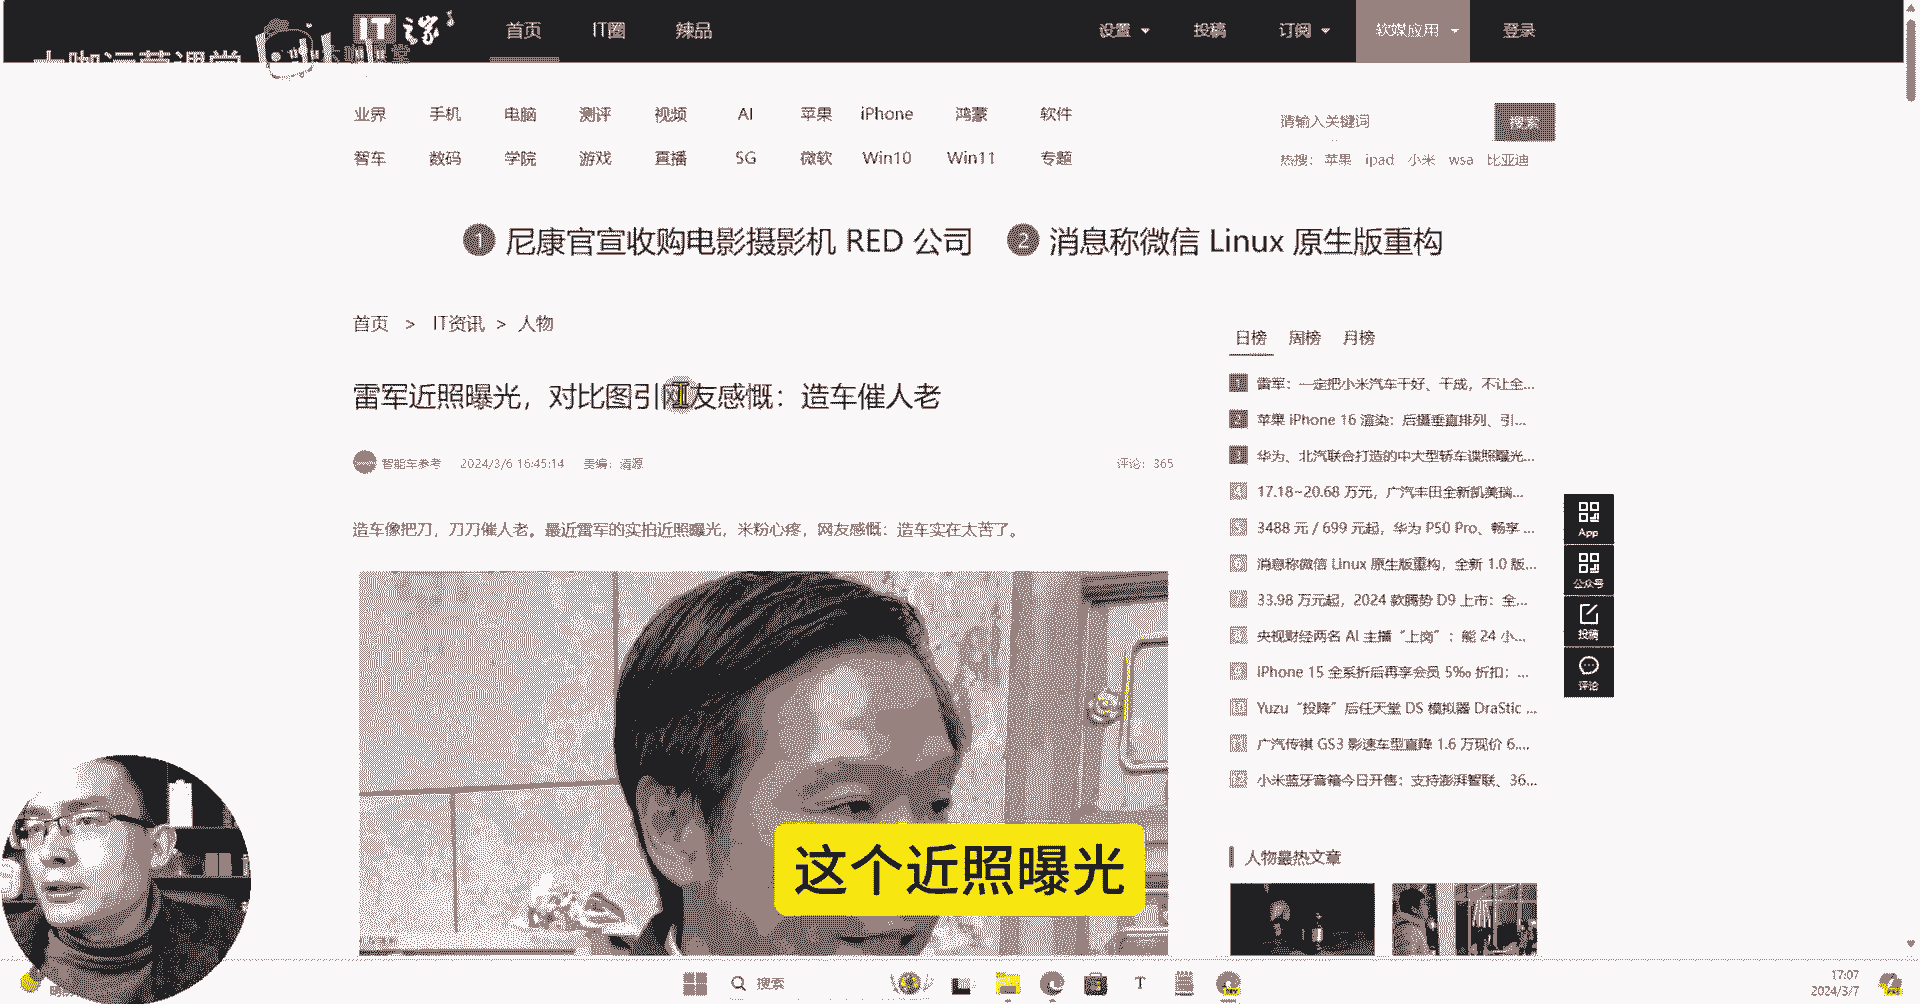 IT之家
首页 IT圈 辣品
设置 投稿 订阅 软媒应用 登录
业界 手机 电脑 测评 视频 AI 苹果 iPhone 鸿蒙 软件
智车 数码 学院 游戏 直播 SG 微软 Win10 Win11 专题
请输入关键词 搜索
热搜: 苹果 ipad 小米 wsa 比亚迪
1 尼康官宣收购电影摄影机 RED 公司 2 消息称微信 Linux 原生版重构
首页 > IT资讯 > 人物
雷军近照曝光，对比图引网友感慨：造车催人老
智能车参考 2024/3/6 16:45:14 责编：清源 评论：365
造车像把刀，刀刀催人老。最近雷军的实拍近照曝光，米粉心疼，网友感慨：造车实在太苦了。
这个近照曝光
日榜 周榜 月榜
1 雷军：一定把小米汽车干好、干成，不让全...
2 苹果 iPhone 16 渲染：后摄垂直排列、引...
3 华为、北汽联合打造的中大型轿车谍照曝光...
4 17.18~20.68 万元，广汽丰田全新凯美瑞...
5 3488 元 / 699 元起，华为 P50 Pro、畅享 ...
6 消息称微信 Linux 原生版重构，全新 1.0 版...
7 33.98 万元起，2024 款腾势 D9 上市：全...
8 央视财经两名 AI 主播“上岗”：能 24 小...
9 iPhone 15 全系折后再享会员 5‰ 折扣：...
10 Yuzu“投降”后任天堂 DS 模拟器 DraStic ...
11 广汽传祺 GS3 影速车型直降 1.6 万现价 6....
12 小米蓝牙音箱今日开售：支持澎湃智联、36...
人物最热文章
App
公众号
投稿
评论
搜索
17:07
2024/3/7